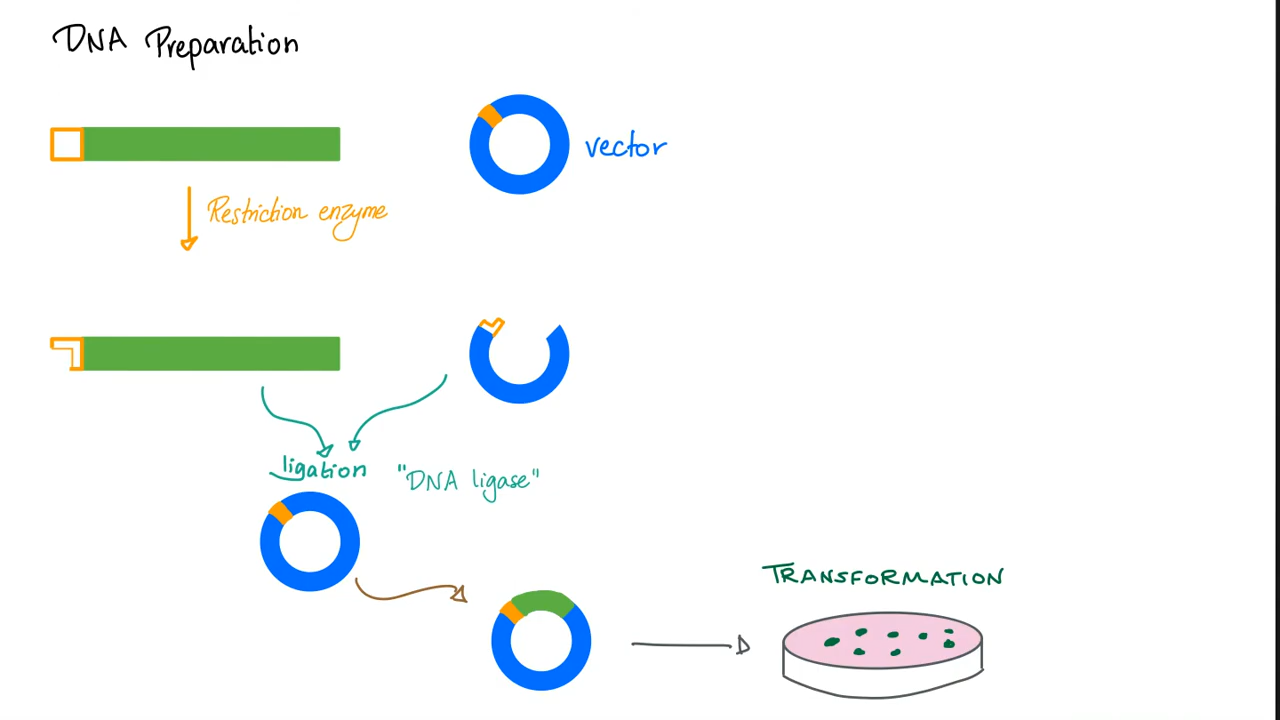 DNA Preparation
vector
Restriction enzyme
ligation "DNA ligase"
TRANSFORMATION